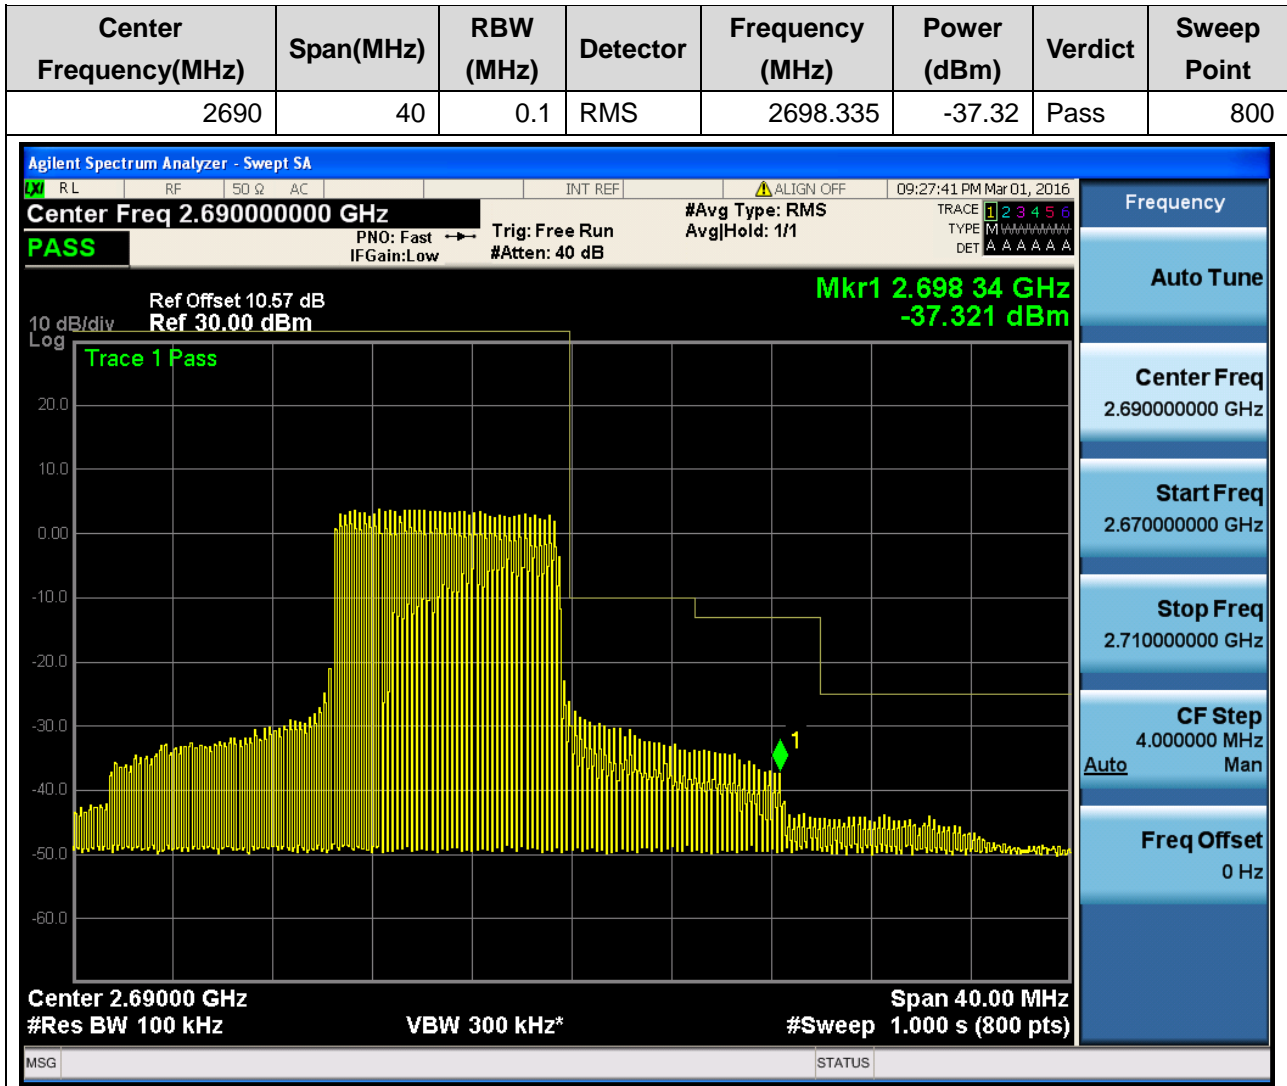 Center Frequency(MHz) Span(MHz) RBW (MHz) Detector Frequency (MHz) Power (dBm) Verdict Sweep Point
2690 40 0.1 RMS 2698.335 -37.32 Pass 800
Agilent Spectrum Analyzer - Swept SA
LXI RL RF 50 Ω AC INT REF ALIGN OFF 09:27:41 PM Mar 01, 2016
Center Freq 2.690000000 GHz
PASS
PNO: Fast
IFGain:Low
Trig: Free Run
#Atten: 40 dB
#Avg Type: RMS
Avg|Hold: 1/1
TRACE 1 2 3 4 5 6
TYPE M WWWWW
DET A A A A A A
Mkr1 2.698 34 GHz
-37.321 dBm
Ref Offset 10.57 dB
10 dB/div Ref 30.00 dBm
Log
Trace 1 Pass
20.0
10.0
0.00
-10.0
-20.0
-30.0
1
-40.0
-50.0
-60.0
Center 2.69000 GHz Span 40.00 MHz
#Res BW 100 kHz VBW 300 kHz* #Sweep 1.000 s (800 pts)
MSG STATUS
Frequency
Auto Tune
Center Freq
2.690000000 GHz
Start Freq
2.670000000 GHz
Stop Freq
2.710000000 GHz
CF Step
4.000000 MHz
Auto Man
Freq Offset
0 Hz